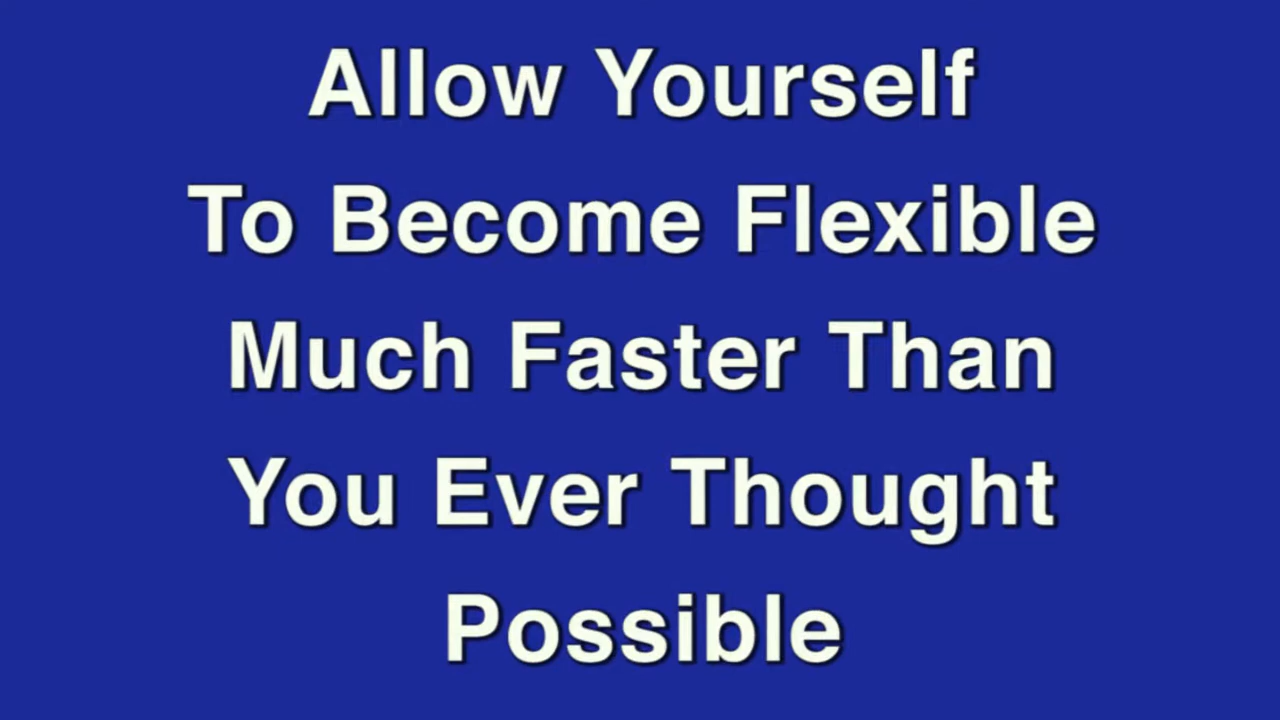 Allow Yourself
To Become Flexible
Much Faster Than
You Ever Thought
Possible